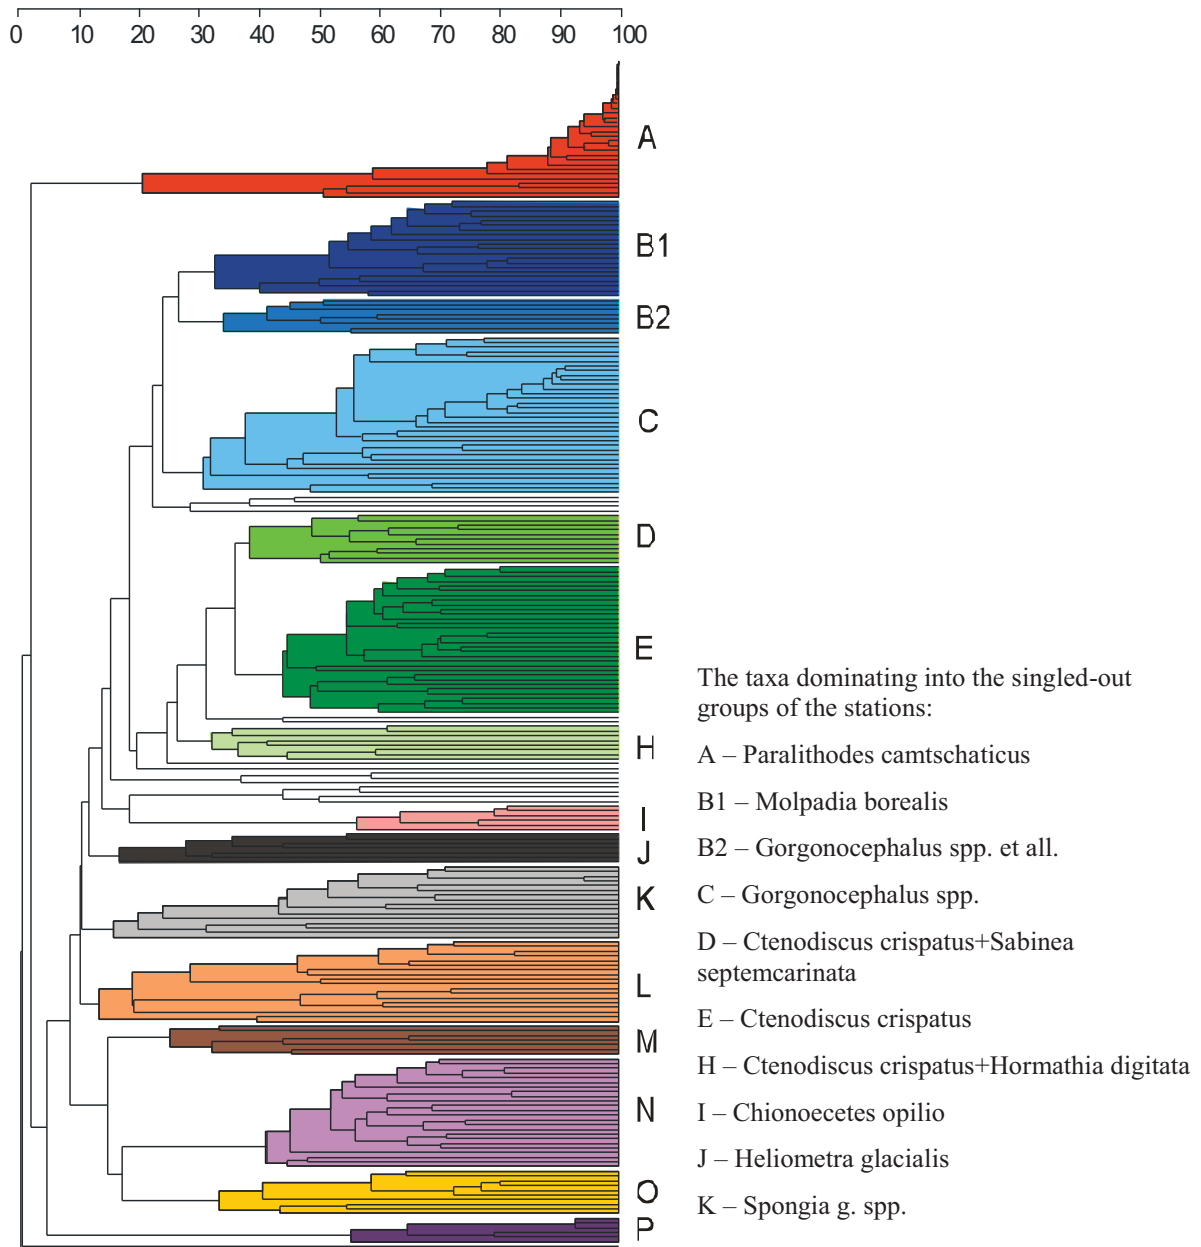 0 10 20 30 40 50 60 70 80 90 100
A
B1
B2
C
D
E
H
I
J
K
L
M
N
O
P
The taxa dominating into the singled-out
groups of the stations:
A – Paralithodes camtschaticus
B1 – Molpadia borealis
B2 – Gorgonocephalus spp. et all.
C – Gorgonocephalus spp.
D – Ctenodiscus crispatus+Sabinea
septemcarinata
E – Ctenodiscus crispatus
H – Ctenodiscus crispatus+Hormathia digitata
I – Chionoecetes opilio
J – Heliometra glacialis
K – Spongia g. spp.